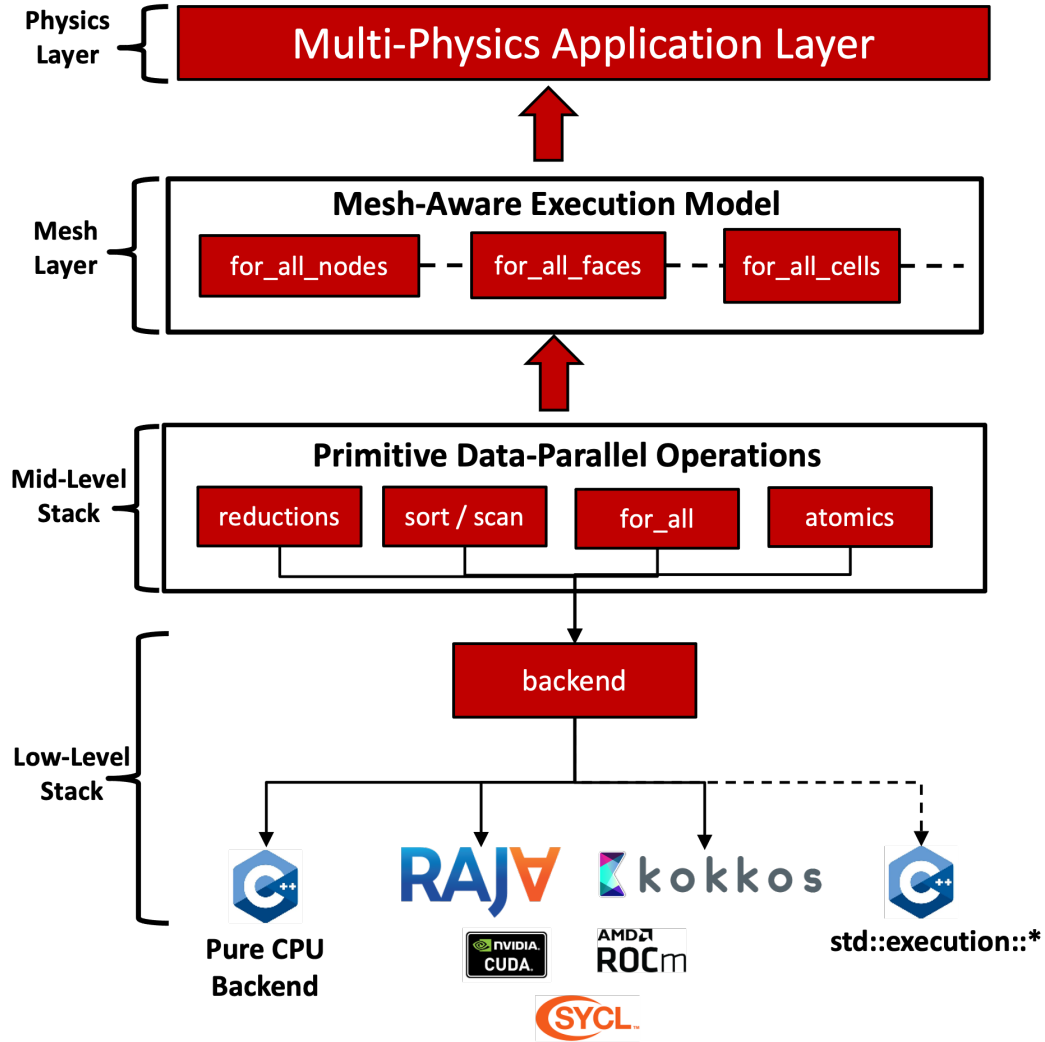 Physics
Layer
Multi-Physics Application Layer
Mesh
Layer
Mesh-Aware Execution Model
for_all_nodes
for_all_faces
for_all_cells
Mid-Level
Stack
Primitive Data-Parallel Operations
reductions
sort / scan
for_all
atomics
Low-Level
Stack
backend
C++
Pure CPU
Backend
RAJ∀
kokkos
C++
std::execution::*
NVIDIA.
CUDA.
AMD
ROCm
SYCL™